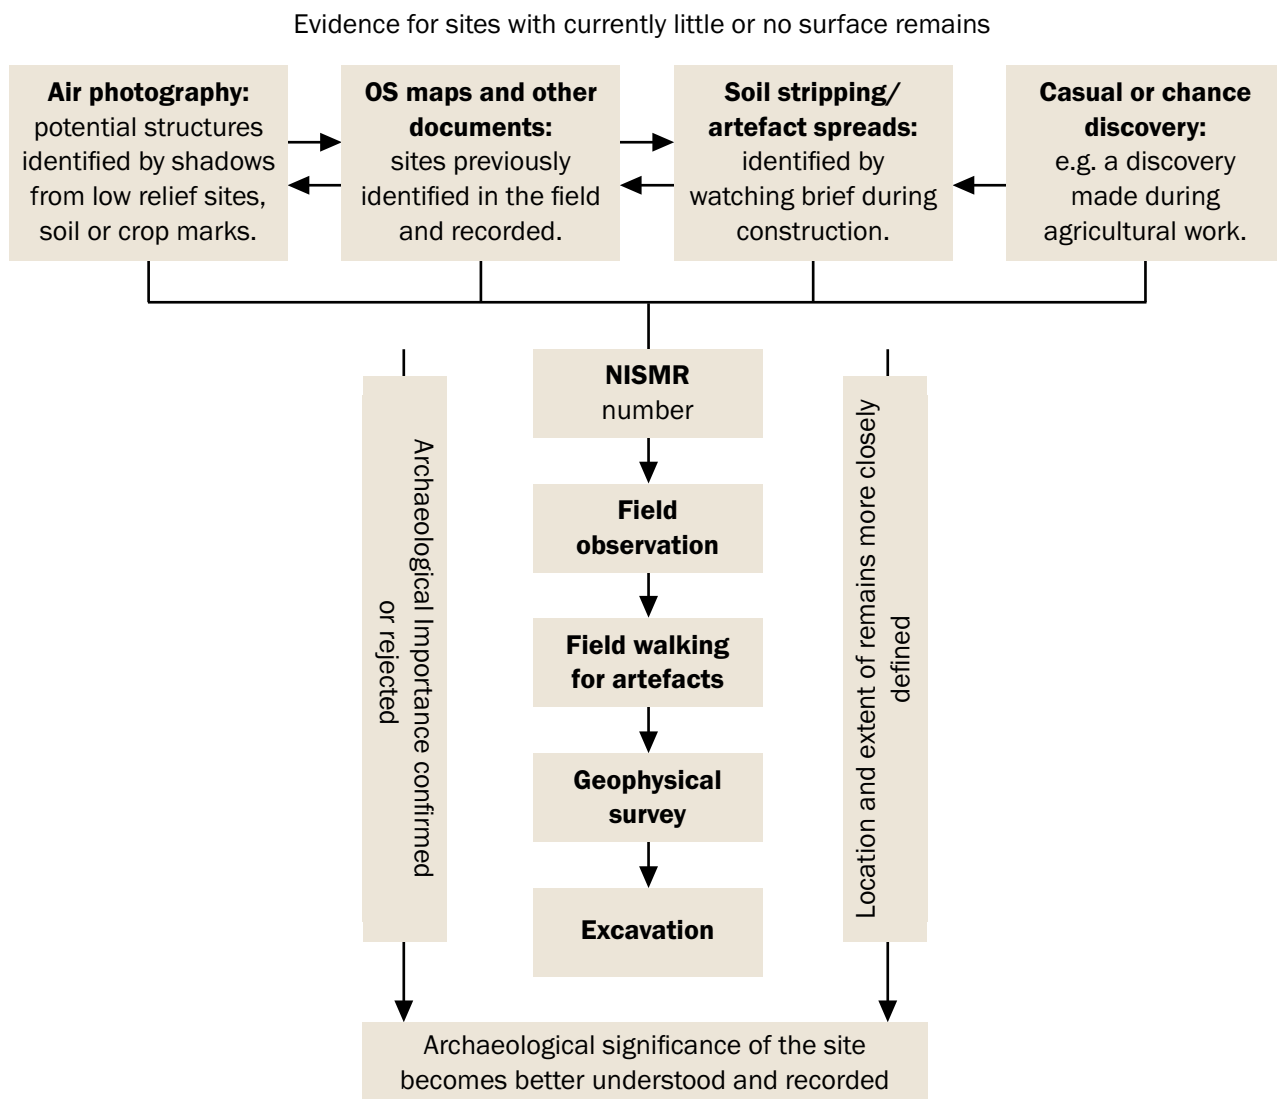 Evidence for sites with currently little or no surface remains
Air photography:
potential structures
identified by shadows
from low relief sites,
soil or crop marks.
OS maps and other
documents:
sites previously
identified in the field
and recorded.
Soil stripping/
artefact spreads:
identified by
watching brief during
construction.
Casual or chance
discovery:
e.g. a discovery
made during
agricultural work.
NISMR
number
Field
observation
Field walking
for artefacts
Geophysical
survey
Excavation
Archaeological Importance confirmed
or rejected
Location and extent of remains more closely
defined
Archaeological significance of the site
becomes better understood and recorded